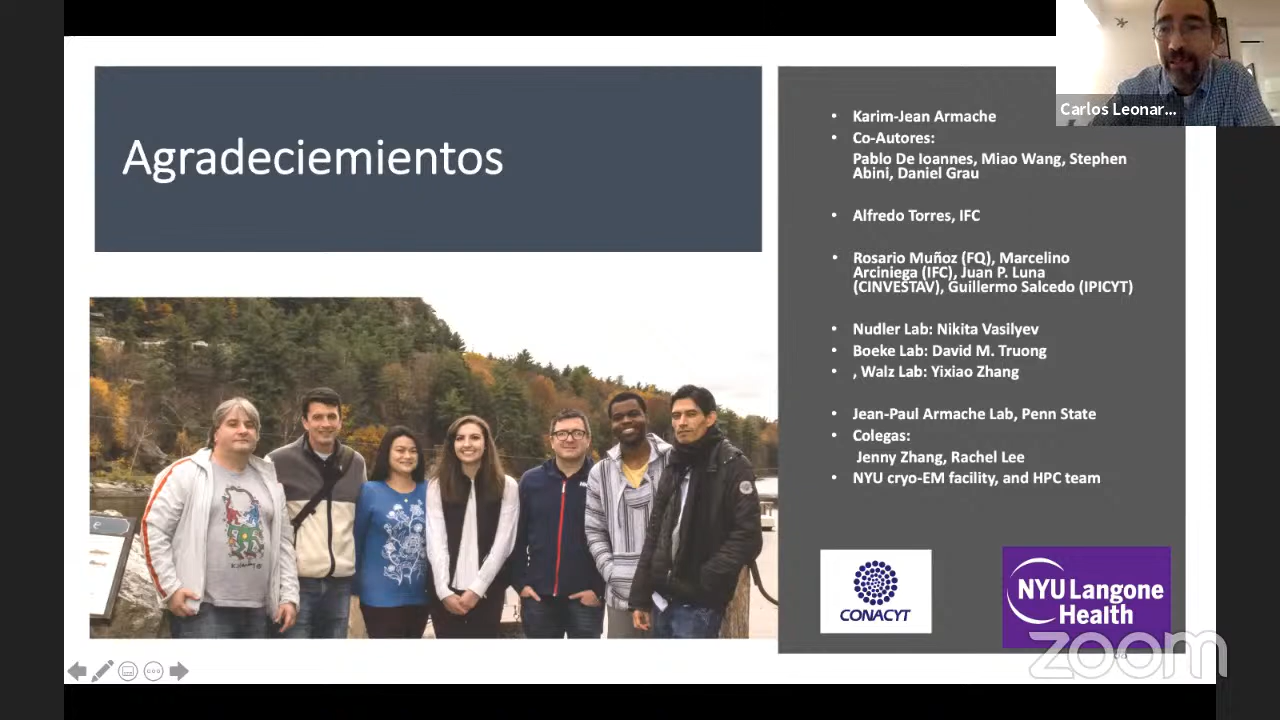 Carlos Leonar...
Agradeciemientos
• Karim-Jean Armache
• Co-Autores:
Pablo De Ioannes, Miao Wang, Stephen
Abini, Daniel Grau
• Alfredo Torres, IFC
• Rosario Muñoz (FQ), Marcelino
Arciniega (IFC), Juan P. Luna
(CINVESTAV), Guillermo Salcedo (IPICYT)
• Nudler Lab: Nikita Vasilyev
• Boeke Lab: David M. Truong
• , Walz Lab: Yixiao Zhang
• Jean-Paul Armache Lab, Penn State
• Colegas:
Jenny Zhang, Rachel Lee
• NYU cryo-EM facility, and HPC team
CONACYT
NYU Langone
Health
zoom